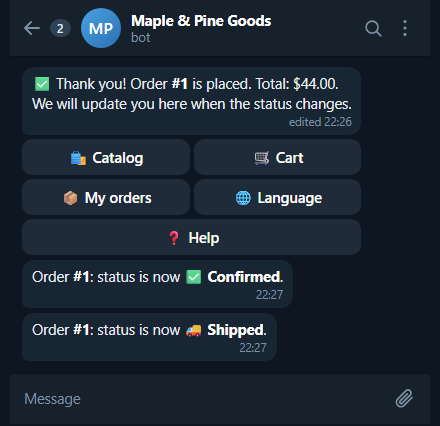 2
MP
Maple & Pine Goods
bot
✅ Thank you! Order #1 is placed. Total: $44.00.
We will update you here when the status changes.
edited 22:26
🛍️ Catalog
🛒 Cart
📦 My orders
🌐 Language
❓ Help
Order #1: status is now ✅ Confirmed.
22:27
Order #1: status is now 🚚 Shipped.
22:27
Message